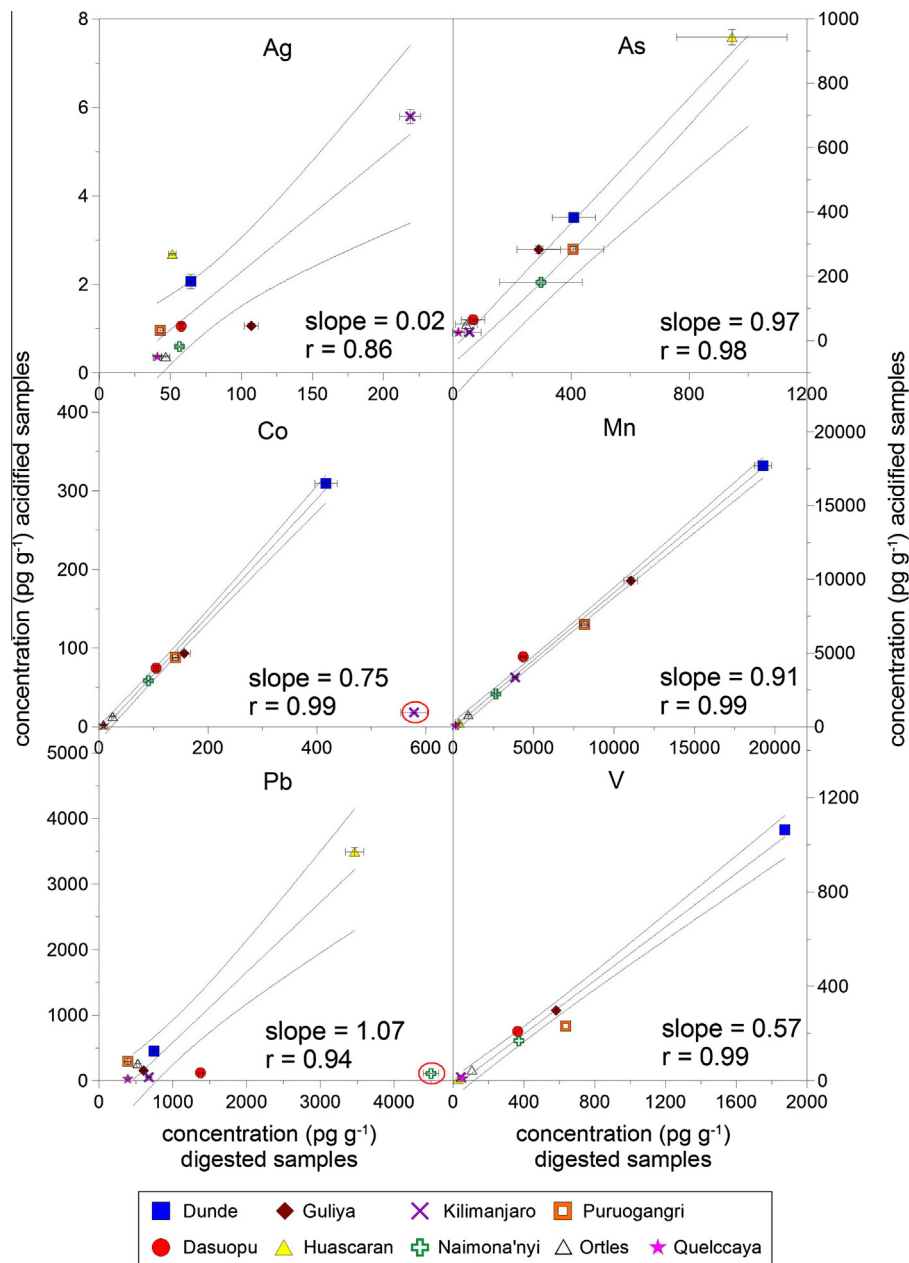 Ag
8
6
4
2
0
0 50 100 150 200
slope = 0.02
r = 0.86
As
1000
800
600
400
200
0
0 400 800 1200
slope = 0.97
r = 0.98
Co
400
300
200
100
0
0 200 400 600
slope = 0.75
r = 0.99
Mn
20000
15000
10000
5000
0
0 2500 5000 7500 10000 12500 15000 17500 20000
slope = 0.91
r = 0.99
Pb
5000
4000
3000
2000
1000
0
0 1000 2000 3000 4000
slope = 1.07
r = 0.94
V
1200
800
400
0
0 400 800 1200 1600 2000
slope = 0.57
r = 0.99
concentration (pg g⁻¹) acidified samples
concentration (pg g⁻¹) acidified samples
concentration (pg g⁻¹)
digested samples
concentration (pg g⁻¹)
digested samples
Dunde Guliya Kilimanjaro Puruogangri
Dasuopu Huascaran Naimona'nyi Ortles Quelccaya